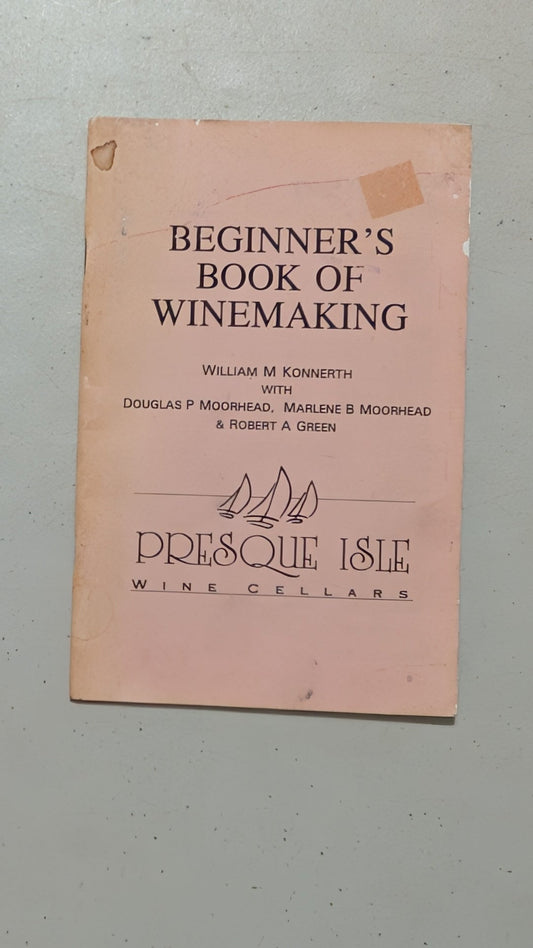 BEGINNER'S
BOOK OF
WINEMAKING
WILLIAM M KONNERTH
WITH
DOUGLAS P MOORHEAD, MARLENE B MOORHEAD
& ROBERT A GREEN
PRESQUE ISLE
WINE CELLARS